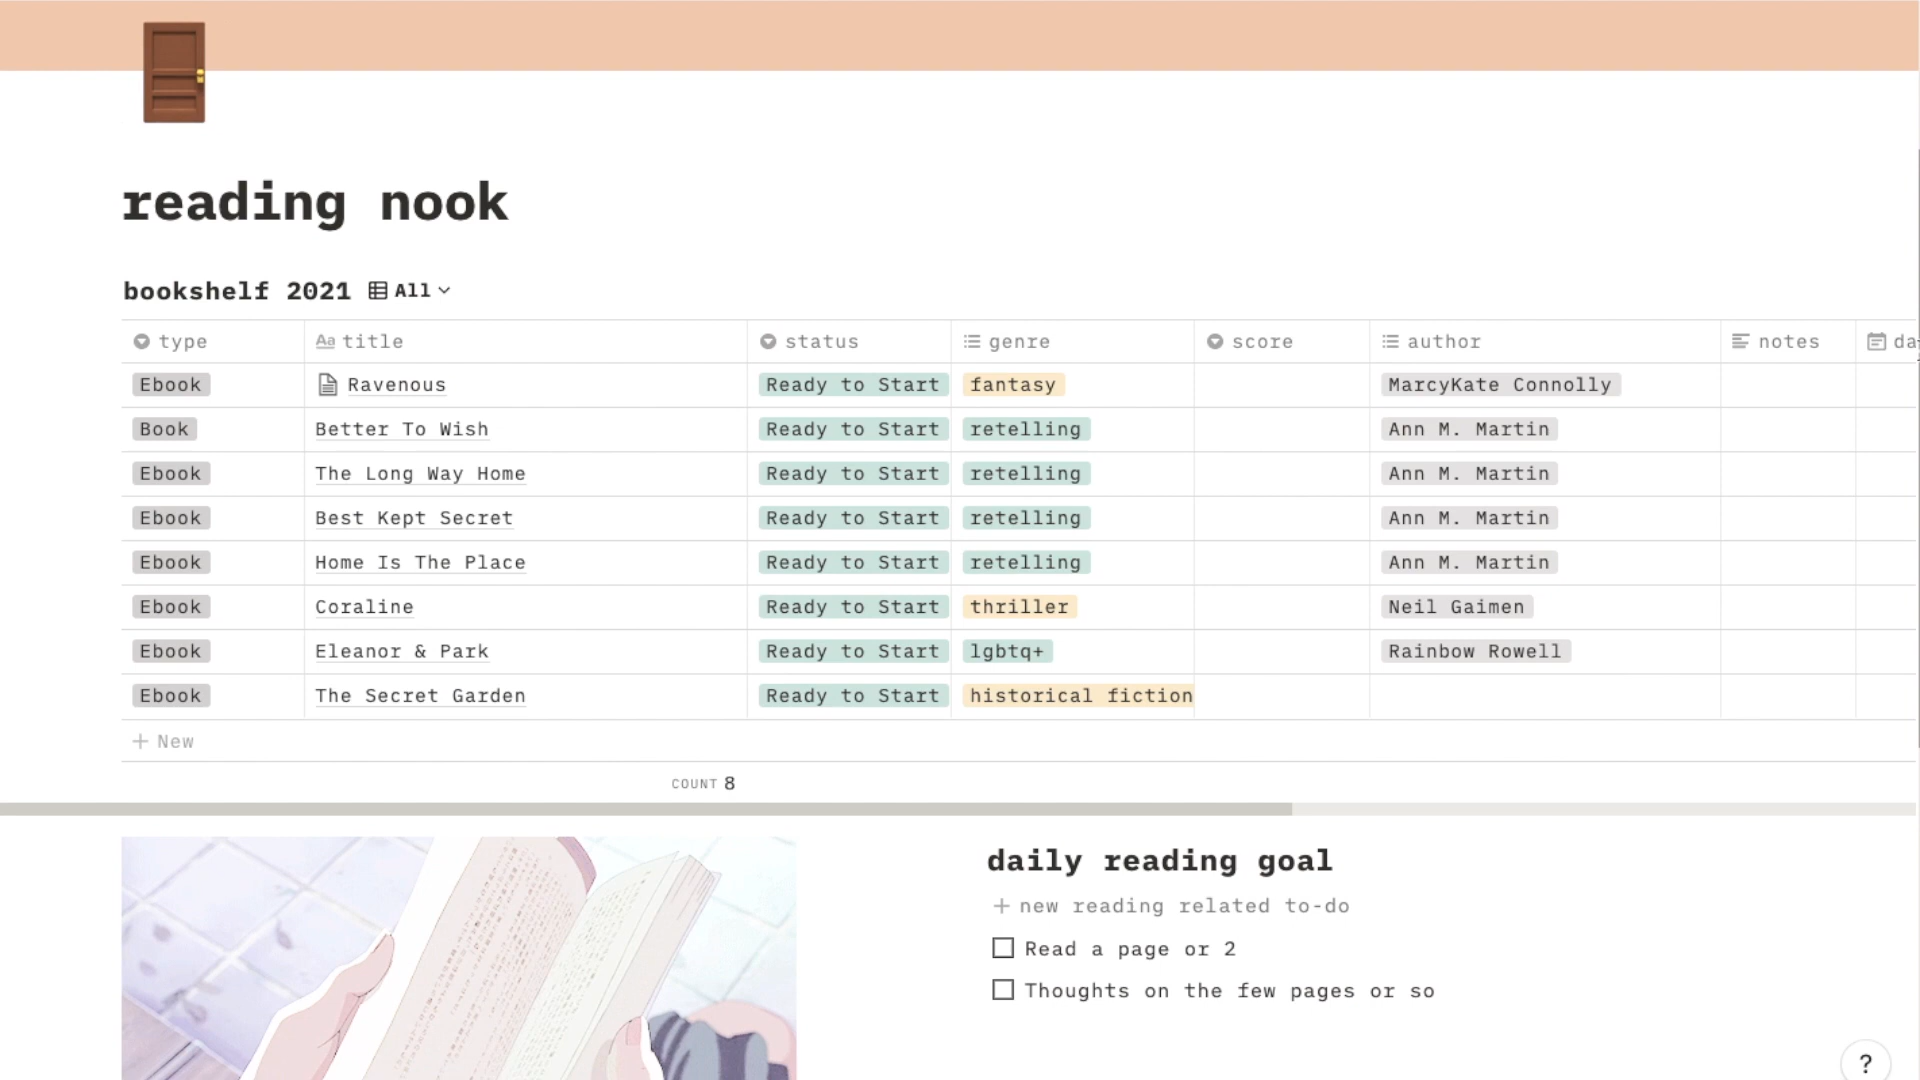 reading nook
bookshelf 2021 All
type Aa title status genre score author notes da
Ebook Ravenous Ready to Start fantasy MarcyKate Connolly
Book Better To Wish Ready to Start retelling Ann M. Martin
Ebook The Long Way Home Ready to Start retelling Ann M. Martin
Ebook Best Kept Secret Ready to Start retelling Ann M. Martin
Ebook Home Is The Place Ready to Start retelling Ann M. Martin
Ebook Coraline Ready to Start thriller Neil Gaimen
Ebook Eleanor & Park Ready to Start lgbtq+ Rainbow Rowell
Ebook The Secret Garden Ready to Start historical fiction
+ New
COUNT 8
daily reading goal
+ new reading related to-do
Read a page or 2
Thoughts on the few pages or so
?